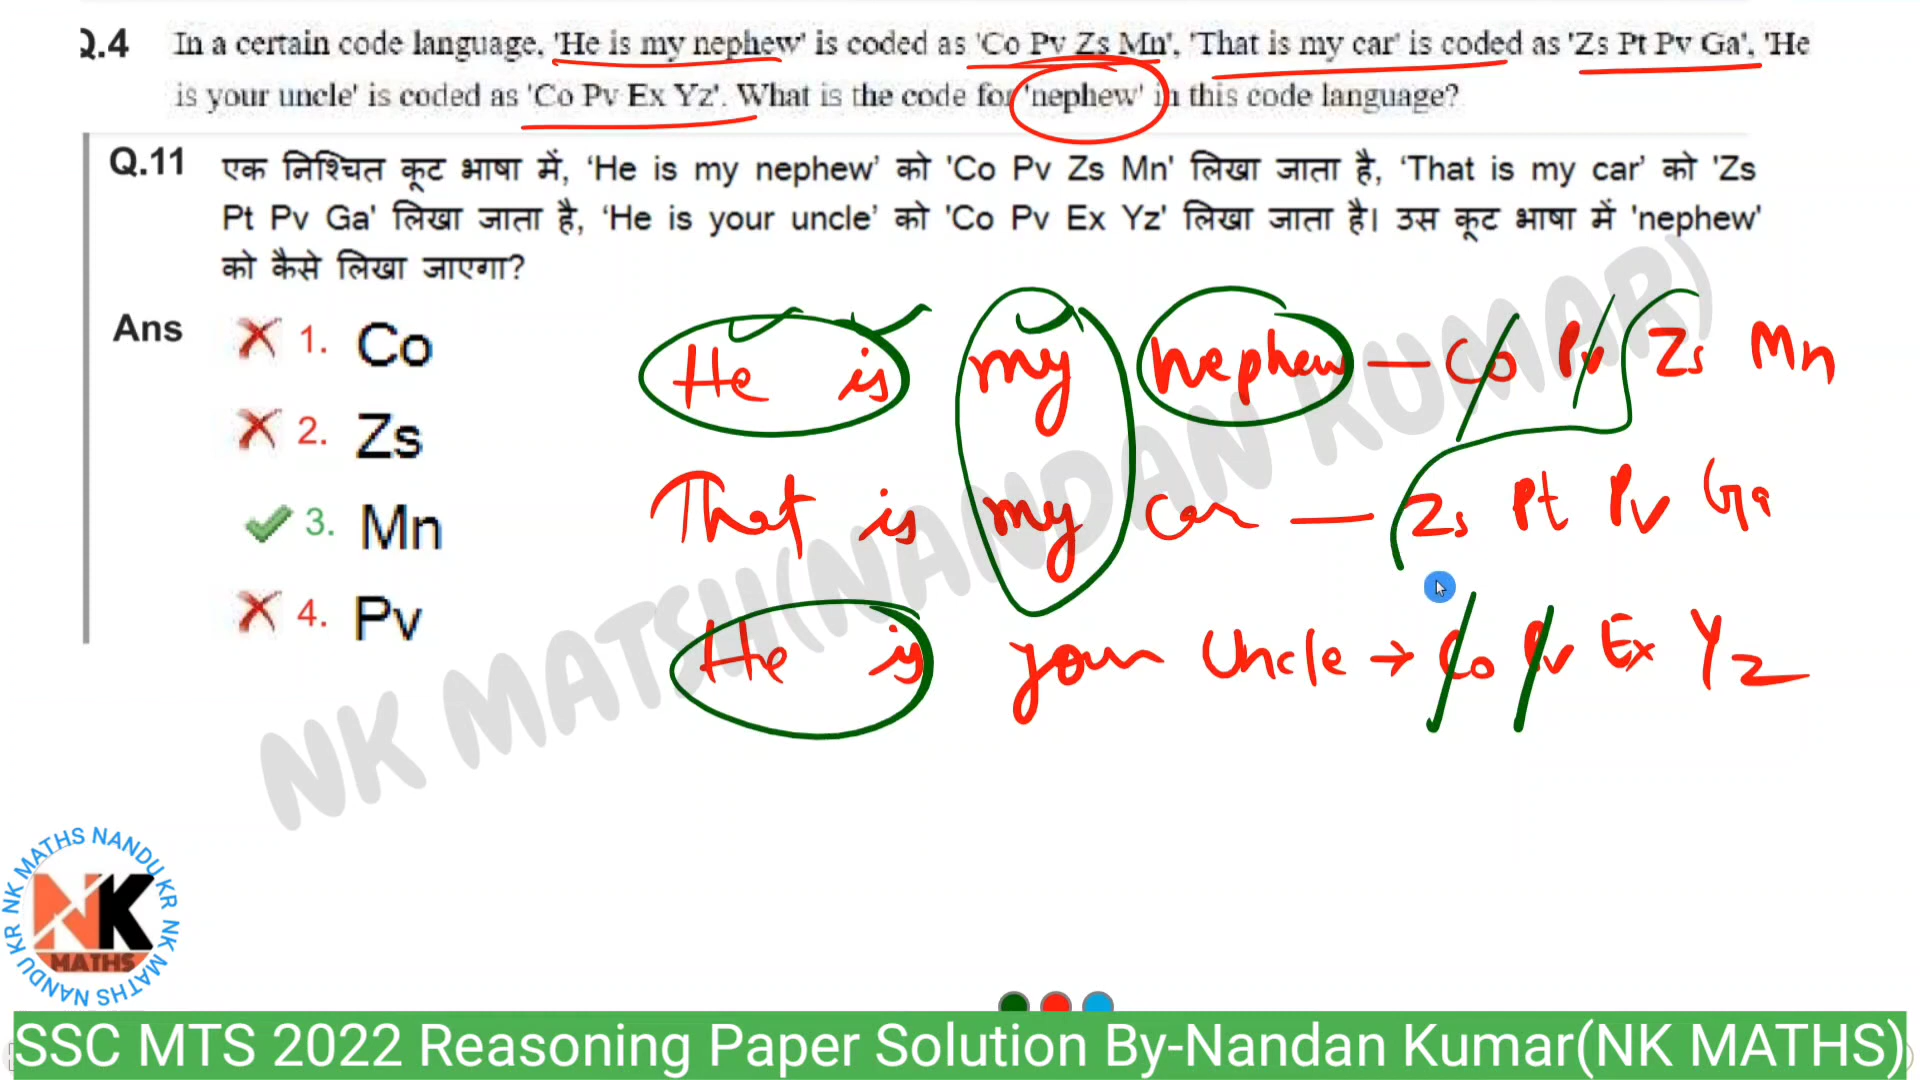 Q.4 In a certain code language, 'He is my nephew' is coded as 'Co Pv Zs Mn', 'That is my car' is coded as 'Zs Pt Pv Ga', 'He
is your uncle' is coded as 'Co Pv Ex Yz'. What is the code for 'nephew' in this code language?
Q.11 एक निश्चित कूट भाषा में, ‘He is my nephew’ को 'Co Pv Zs Mn' लिखा जाता है, ‘That is my car’ को 'Zs
Pt Pv Ga' लिखा जाता है, ‘He is your uncle’ को 'Co Pv Ex Yz' लिखा जाता है। उस कूट भाषा में 'nephew'
को कैसे लिखा जाएगा?
Ans
1. Co
2. Zs
3. Mn
4. Pv
He is my nephew — Co Pv Zs Mn
That is my car — Zs Pt Pv Ga
He is your Uncle → Co Pv Ex Yz
NK MATSH(NANDAN KUMAR)
NK MATHS NANDU KR NK MATHS NANDU KR
NK
MATHS
SSC MTS 2022 Reasoning Paper Solution By-Nandan Kumar(NK MATHS)